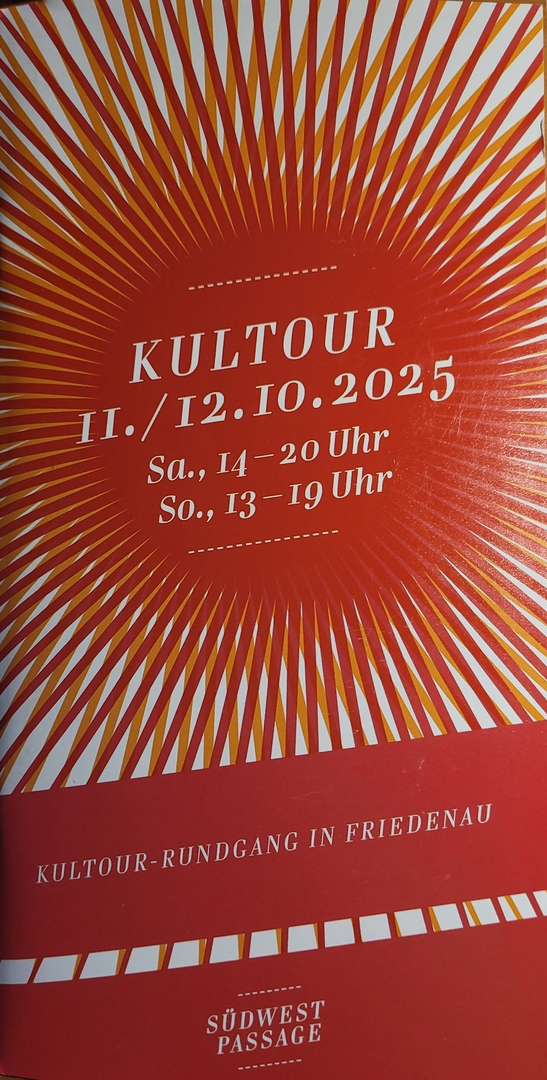 KULTOUR
11./12.10.2025
Sa., 14–20 Uhr
So., 13–19 Uhr
KULTOUR-RUNDGANG IN FRIEDENAU
SÜDWEST
PASSAGE